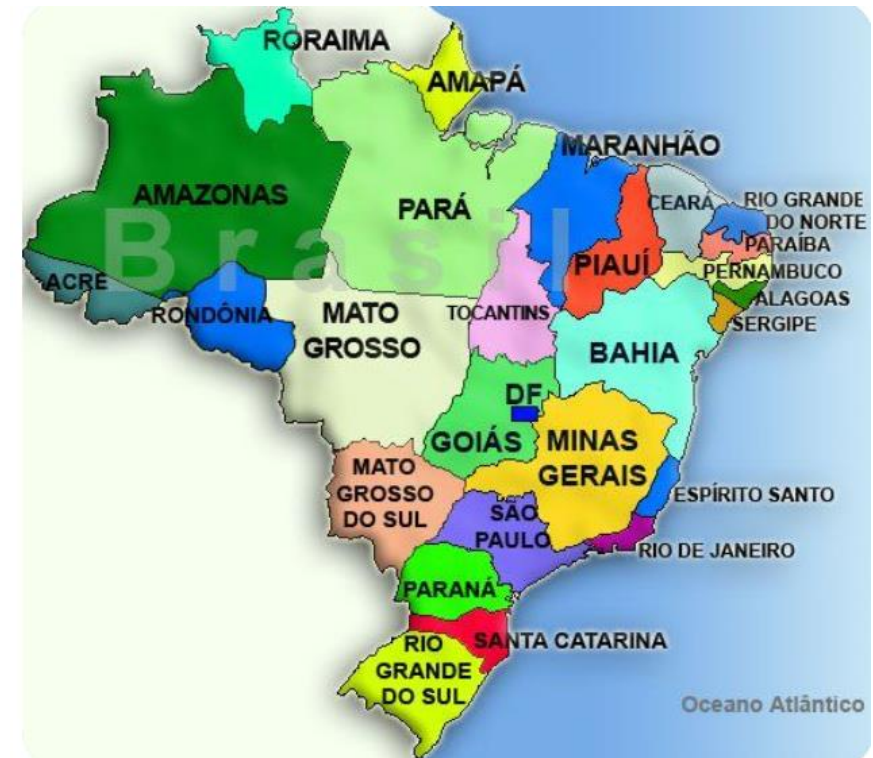 RORAIMA
AMAPÁ
MARANHÃO
AMAZONAS
PARÁ
CEARÁ
RIO GRANDE
DO NORTE
PARAÍBA
Brasil
PIAUÍ
PERNAMBUCO
ACRE
ALAGOAS
RONDÔNIA
MATO
GROSSO
TOCANTINS
SERGIPE
BAHIA
DF
GOIÁS
MINAS
GERAIS
MATO
GROSSO
DO SUL
ESPÍRITO SANTO
SÃO
PAULO
RIO DE JANEIRO
PARANÁ
SANTA CATARINA
RIO
GRANDE
DO SUL
Oceano Atlântico